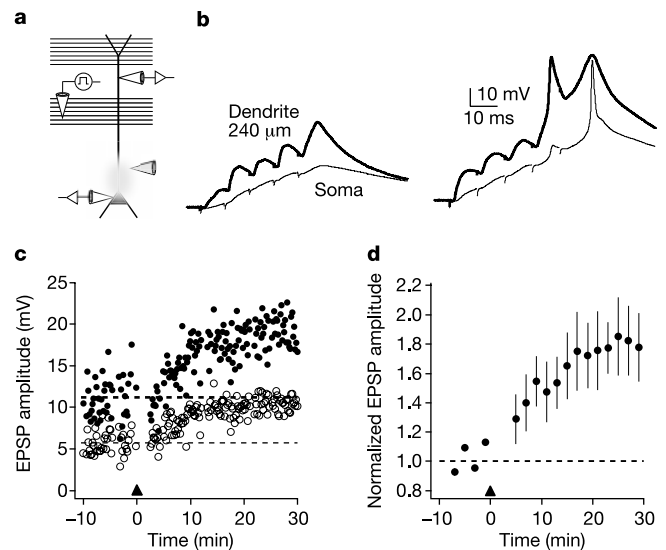 a
b
Dendrite
240 μm
Soma
10 mV
10 ms
c
EPSP amplitude (mV)
25
20
15
10
5
0
−10 0 10 20 30
Time (min)
d
Normalized EPSP amplitude
2.2
2.0
1.8
1.6
1.4
1.2
1.0
0.8
−10 0 10 20 30
Time (min)